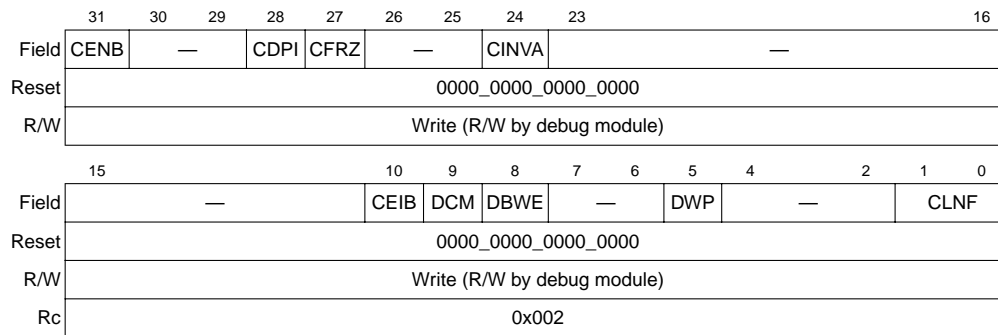 31 30 29 28 27 26 25 24 23 16
Field CENB — CDPI CFRZ — CINVA —
Reset 0000_0000_0000_0000
R/W Write (R/W by debug module)
15 10 9 8 7 6 5 4 2 1 0
Field — CEIB DCM DBWE — DWP — CLNF
Reset 0000_0000_0000_0000
R/W Write (R/W by debug module)
Rc 0x002